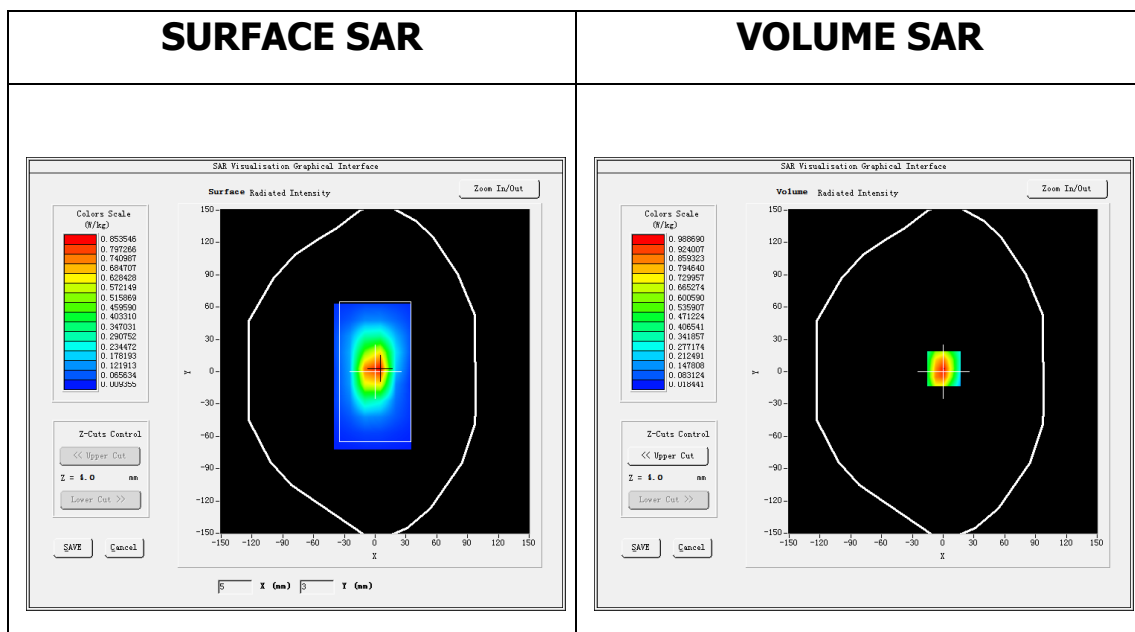 SURFACE SAR
VOLUME SAR
SAR Visualisation Graphical Interface
Surface Radiated Intensity
Zoom In/Out
Colors Scale
(W/kg)
0.853546
0.797266
0.740987
0.684707
0.628428
0.572149
0.515869
0.459590
0.403310
0.347031
0.290752
0.234472
0.178193
0.121913
0.065634
0.009355
150
120
90
60
30
0
-30
-60
-90
-120
-150
Y
-150 -120 -90 -60 -30 0 30 60 90 120 150
X
Z-Cuts Control
<< Upper Cut
Z = 4.0 mm
Lower Cut >>
SAVE Cancel
5 X (mm) 3 Y (mm)
SAR Visualisation Graphical Interface
Volume Radiated Intensity
Zoom In/Out
Colors Scale
(W/kg)
0.988690
0.924007
0.859323
0.794640
0.729957
0.665274
0.600590
0.535907
0.471224
0.406541
0.341857
0.277174
0.212491
0.147808
0.083124
0.018441
150
120
90
60
30
0
-30
-60
-90
-120
-150
Y
-150 -120 -90 -60 -30 0 30 60 90 120 150
X
Z-Cuts Control
<< Upper Cut
Z = 4.0 mm
Lower Cut >>
SAVE Cancel